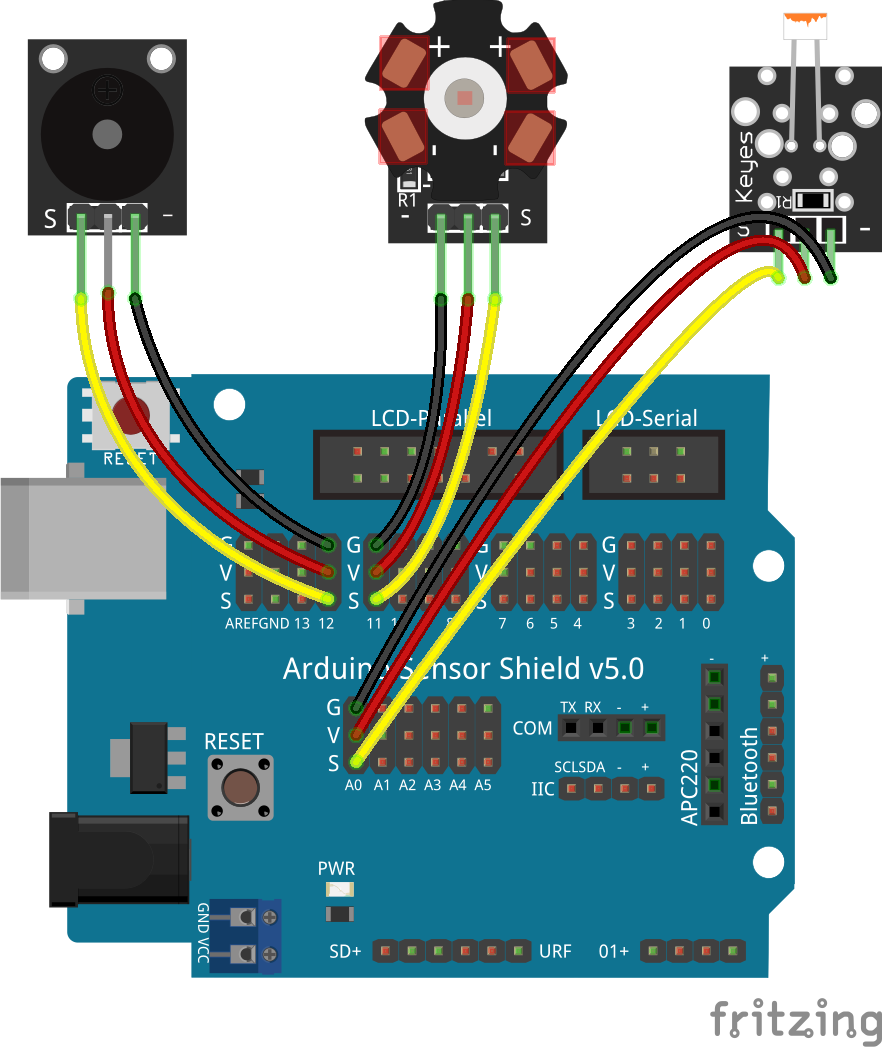 S -
+ +
- -
R1
- S
Keyes
R1
-
LCD-Parallel LCD-Serial
RESET
G G G
V V V
S S S S
AREF GND 13 12 11 7 6 5 4 3 2 1 0
Arduino Sensor Shield v5.0
G
V
S
A0 A1 A2 A3 A4 A5
RESET
TX RX - +
COM
SCL SDA - +
IIC
-
APC220
+
Bluetooth
PWR
GND VCC
SD+ URF 01+
fritzing